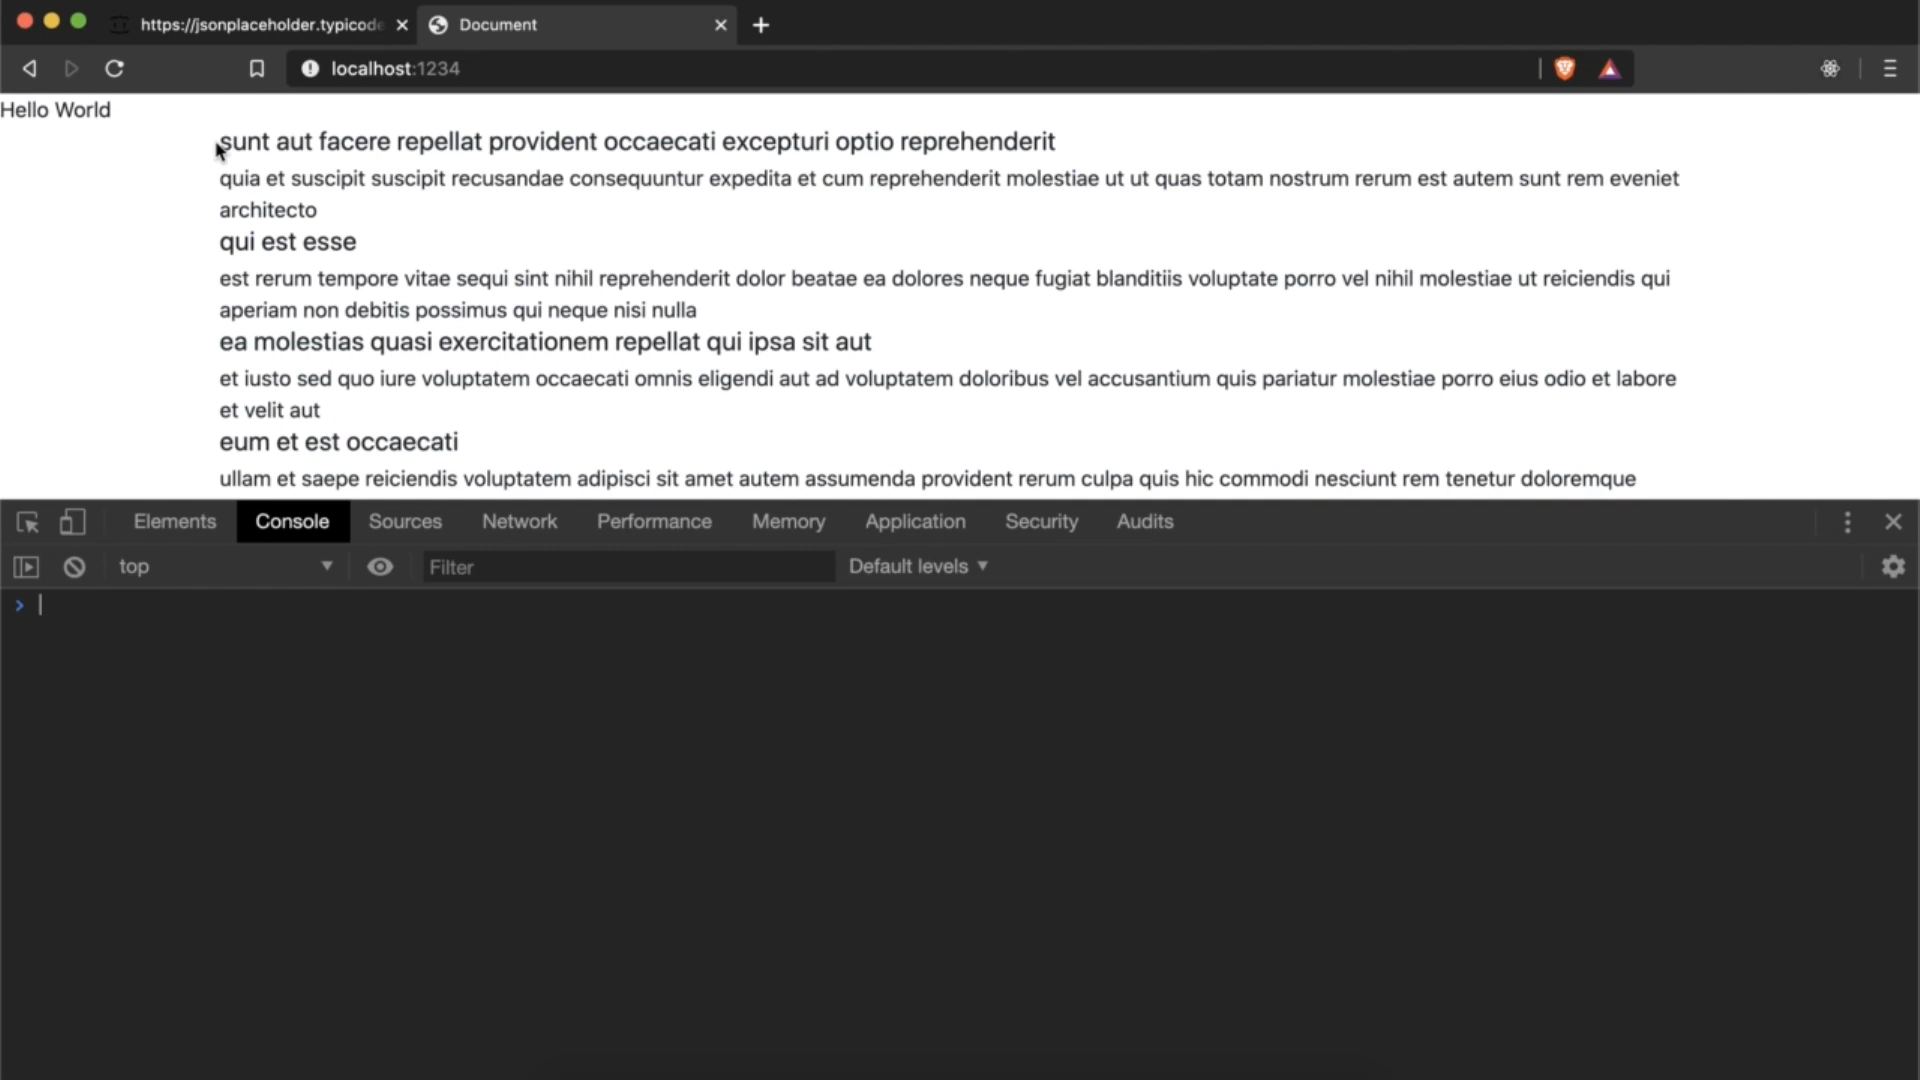 https://jsonplaceholder.typicode
Document
localhost:1234
Hello World
sunt aut facere repellat provident occaecati excepturi optio reprehenderit
quia et suscipit suscipit recusandae consequuntur expedita et cum reprehenderit molestiae ut ut quas totam nostrum rerum est autem sunt rem eveniet
architecto
qui est esse
est rerum tempore vitae sequi sint nihil reprehenderit dolor beatae ea dolores neque fugiat blanditiis voluptate porro vel nihil molestiae ut reiciendis qui
aperiam non debitis possimus qui neque nisi nulla
ea molestias quasi exercitationem repellat qui ipsa sit aut
et iusto sed quo iure voluptatem occaecati omnis eligendi aut ad voluptatem doloribus vel accusantium quis pariatur molestiae porro eius odio et labore
et velit aut
eum et est occaecati
ullam et saepe reiciendis voluptatem adipisci sit amet autem assumenda provident rerum culpa quis hic commodi nesciunt rem tenetur doloremque
Elements Console Sources Network Performance Memory Application Security Audits
top Filter Default levels